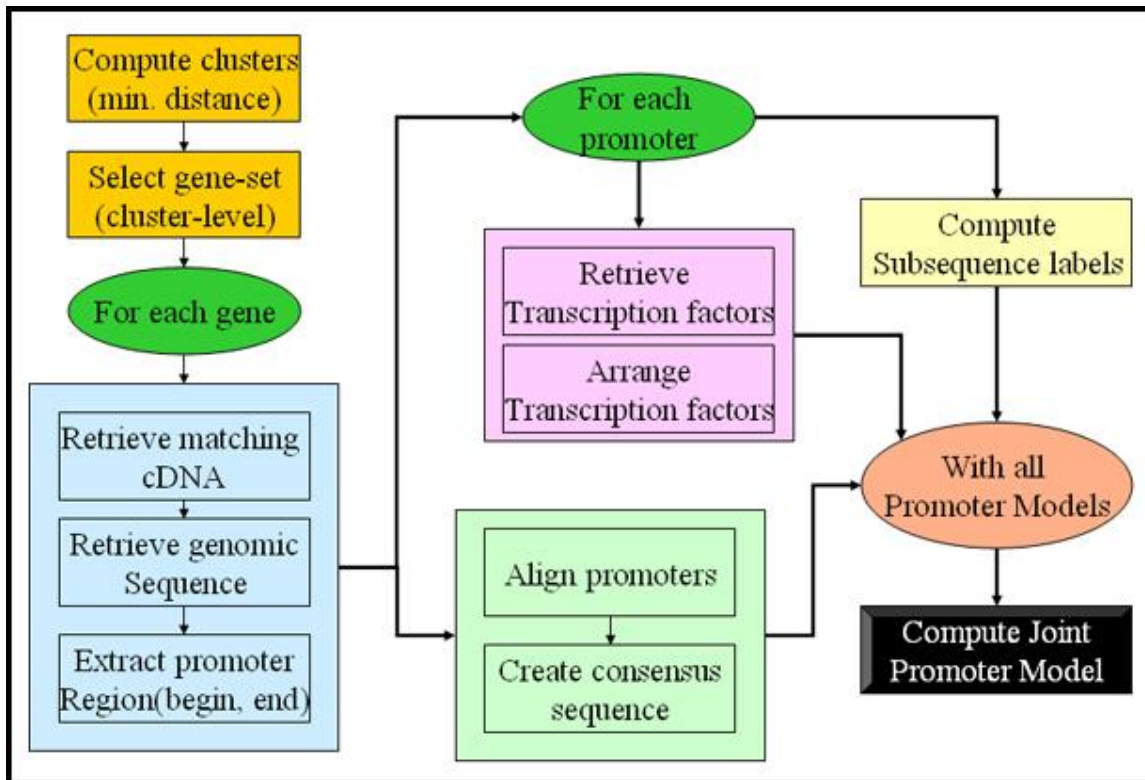 Compute clusters
(min. distance)
Select gene-set
(cluster-level)
For each gene
Retrieve matching
cDNA
Retrieve genomic
Sequence
Extract promoter
Region(begin, end)
For each
promoter
Retrieve
Transcription factors
Arrange
Transcription factors
Align promoters
Create consensus
sequence
Compute
Subsequence labels
With all
Promoter Models
Compute Joint
Promoter Model